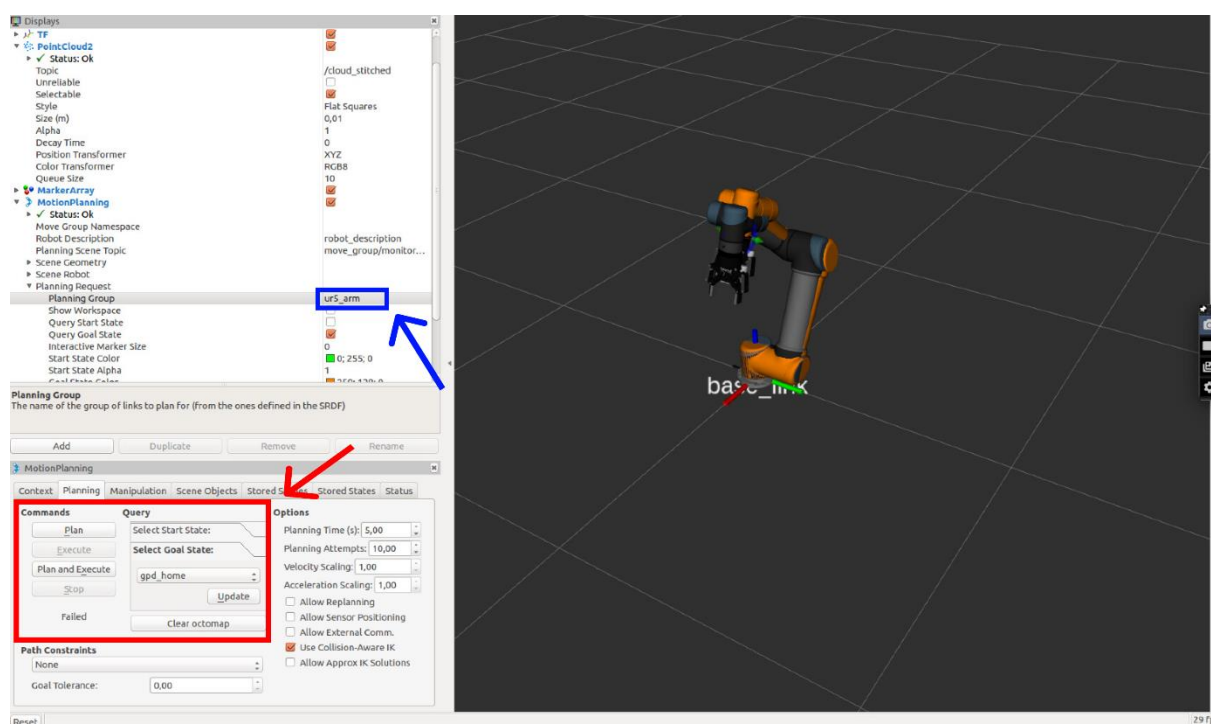 Displays
TF
PointCloud2
Status: Ok
Topic /cloud_stitched
Unreliable
Selectable
Style Flat Squares
Size (m) 0,01
Alpha 1
Decay Time 0
Position Transformer XYZ
Color Transformer RGB8
Queue Size 10
MarkerArray
MotionPlanning
Status: Ok
Move Group Namespace
Robot Description robot_description
Planning Scene Topic move_group/monitor...
Scene Geometry
Scene Robot
Planning Request
Planning Group ur5_arm
Show Workspace
Query Start State
Query Goal State
Interactive Marker Size 0
Start State Color 0; 255; 0
Start State Alpha 1
Goal State Color
Planning Group
The name of the group of links to plan for (from the ones defined in the SRDF)
Add Duplicate Remove Rename
MotionPlanning
Context Planning Manipulation Scene Objects Stored Stored States Status
Commands Query Options
Plan Select Start State: Planning Time (s): 5,00
Execute Select Goal State: Planning Attempts: 10,00
Plan and Execute gpd_home Velocity Scaling: 1,00
Stop Update Acceleration Scaling: 1,00
Allow Replanning
Failed Clear octomap Allow Sensor Positioning
Allow External Comm.
Path Constraints Use Collision-Aware IK
None Allow Approx IK Solutions
Goal Tolerance: 0,00
Reset
base_link
29 f